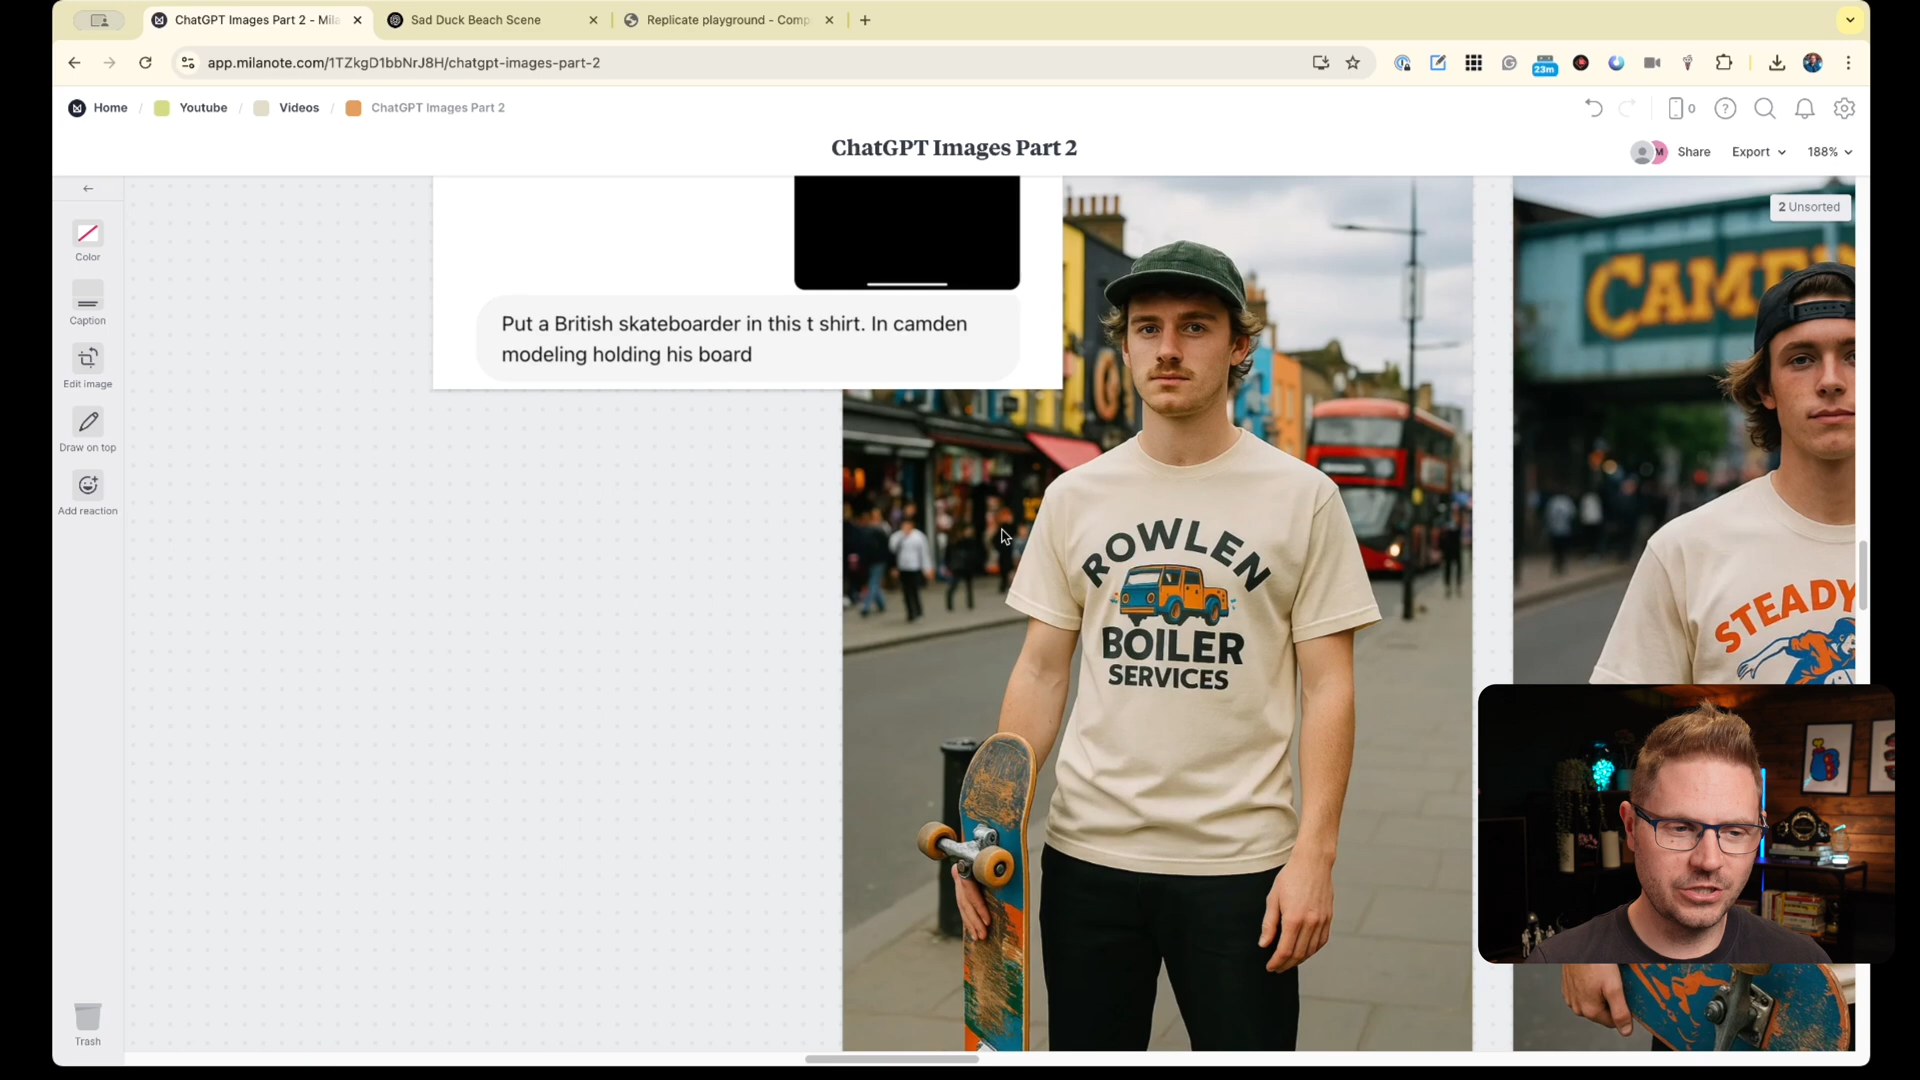 ChatGPT Images Part 2 - Mila
Sad Duck Beach Scene
Replicate playground - Comp
app.milanote.com/1TZkgD1bbNrJ8H/chatgpt-images-part-2
23m
Home / Youtube / Videos / ChatGPT Images Part 2
0
ChatGPT Images Part 2
M
Share
Export
188%
2 Unsorted
Color
Caption
Edit image
Draw on top
Add reaction
Trash
Put a British skateboarder in this t shirt. In camden
modeling holding his board
ROWLEN
BOILER
SERVICES
CAM
STEADY